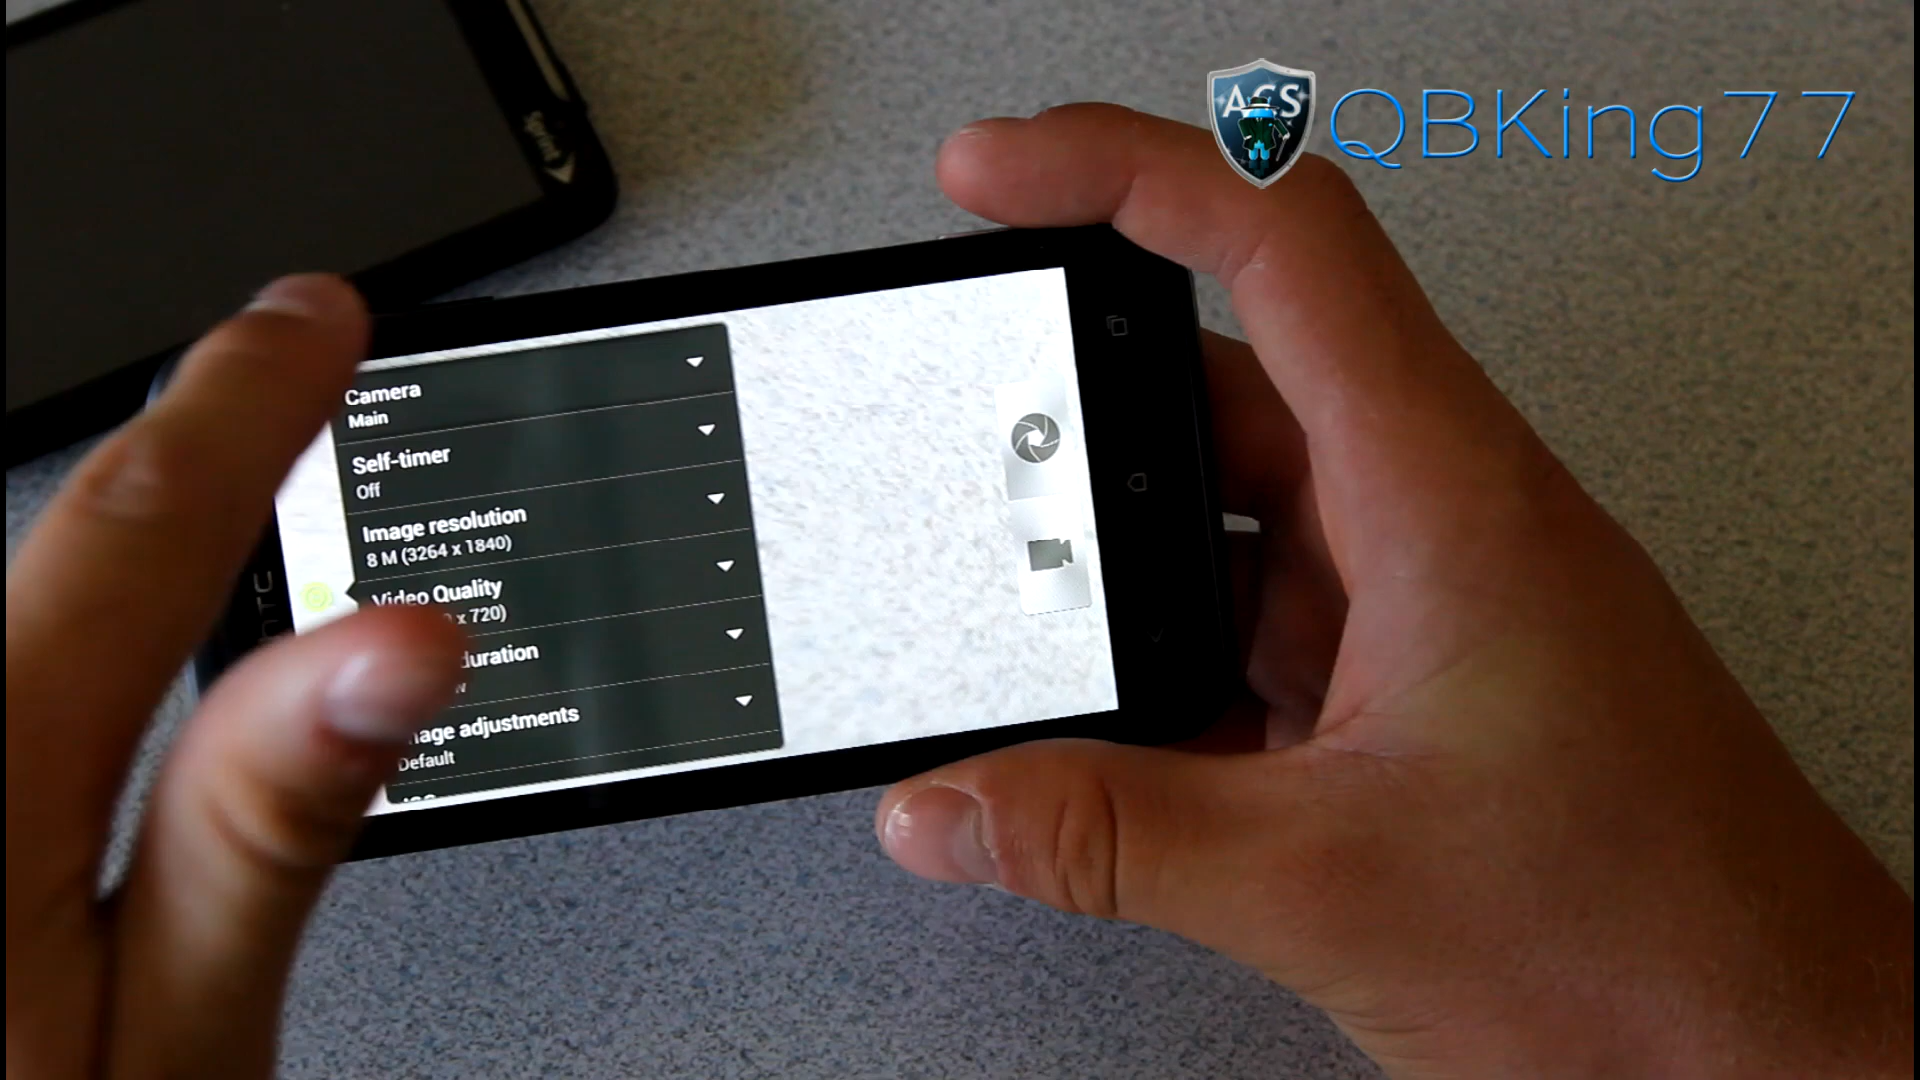 ACS
QBKing77
Sprint
hTC
Camera
Main
Self-timer
Off
Image resolution
8 M (3264 x 1840)
Video Quality
x 720)
duration
adjustments
Default